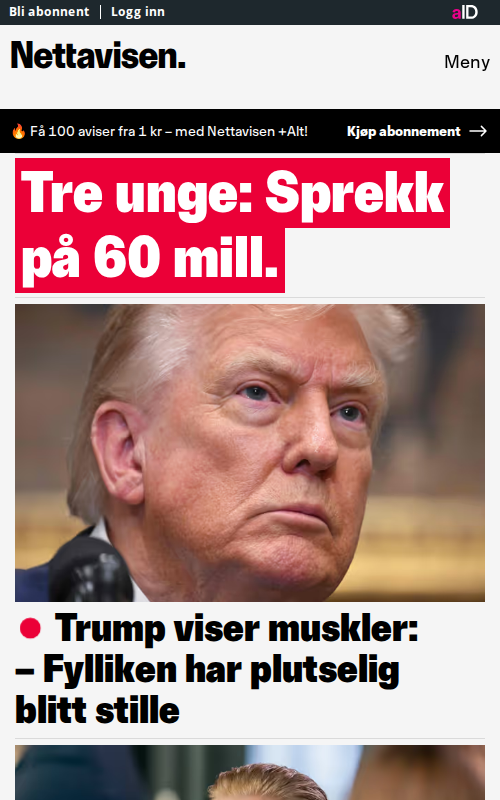 Bli abonnent | Logg inn
aID
Nettavisen.
Meny
🔥 Få 100 aviser fra 1 kr – med Nettavisen +Alt!
Kjøp abonnement →
Tre unge: Sprekk
på 60 mill.
Trump viser muskler:
– Fylliken har plutselig
blitt stille